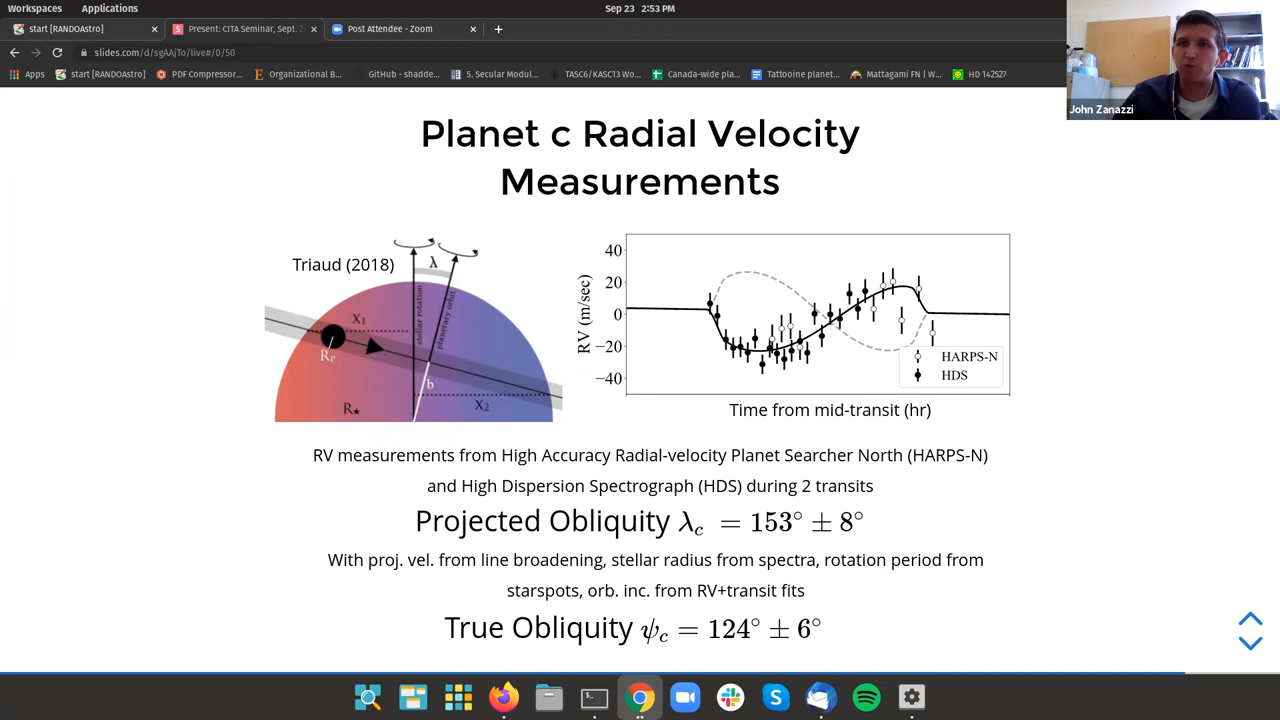 Workspaces Applications Sep 23 2:53 PM
start [RANDOAstro] Present: CITA Seminar, Sept. 2 Post Attendee - Zoom
slides.com/d/sgAAjTo/live#/0/50
Apps start [RANDOAstro] PDF Compressor... Organizational B... GitHub - shadde... 5. Secular Modul... TASC6/KASC13 Wo... Canada-wide pla... Tattooine planet... Mattagami FN | W... HD 142527
John Zanazzi
Planet c Radial Velocity
Measurements
Triaud (2018)
λ
stellar rotation
planetary orbit
X₁
Rₚ
b
X₂
R★
RV (m/sec)
40
20
0
−20
−40
HARPS-N
HDS
Time from mid-transit (hr)
RV measurements from High Accuracy Radial-velocity Planet Searcher North (HARPS-N)
and High Dispersion Spectrograph (HDS) during 2 transits
Projected Obliquity λc = 153° ± 8°
With proj. vel. from line broadening, stellar radius from spectra, rotation period from
starspots, orb. inc. from RV+transit fits
True Obliquity ψc = 124° ± 6°